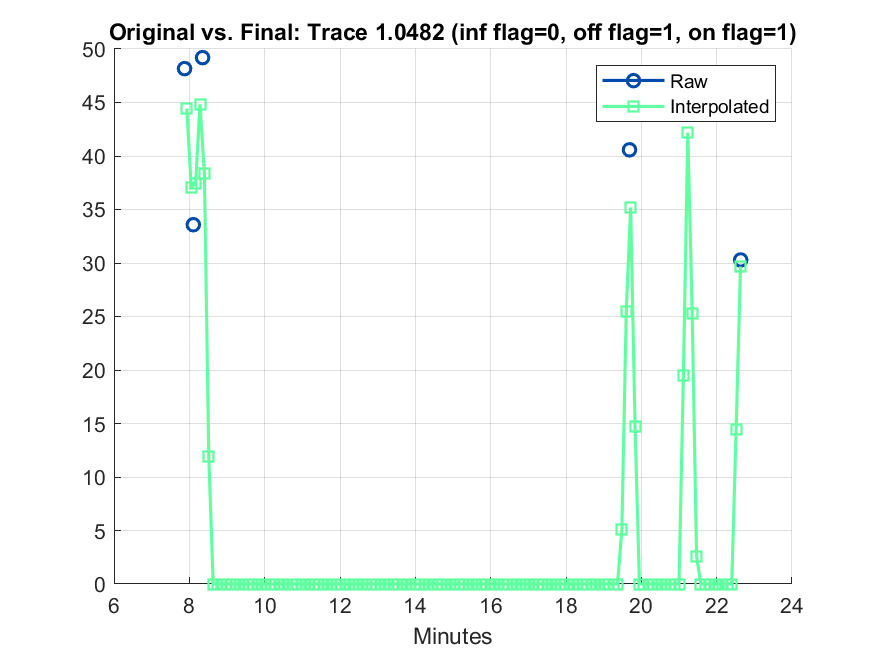 Original vs. Final: Trace 1.0482 (inf flag=0, off flag=1, on flag=1)
50
45
40
35
30
25
20
15
10
5
0
Raw
Interpolated
6 8 10 12 14 16 18 20 22 24
Minutes